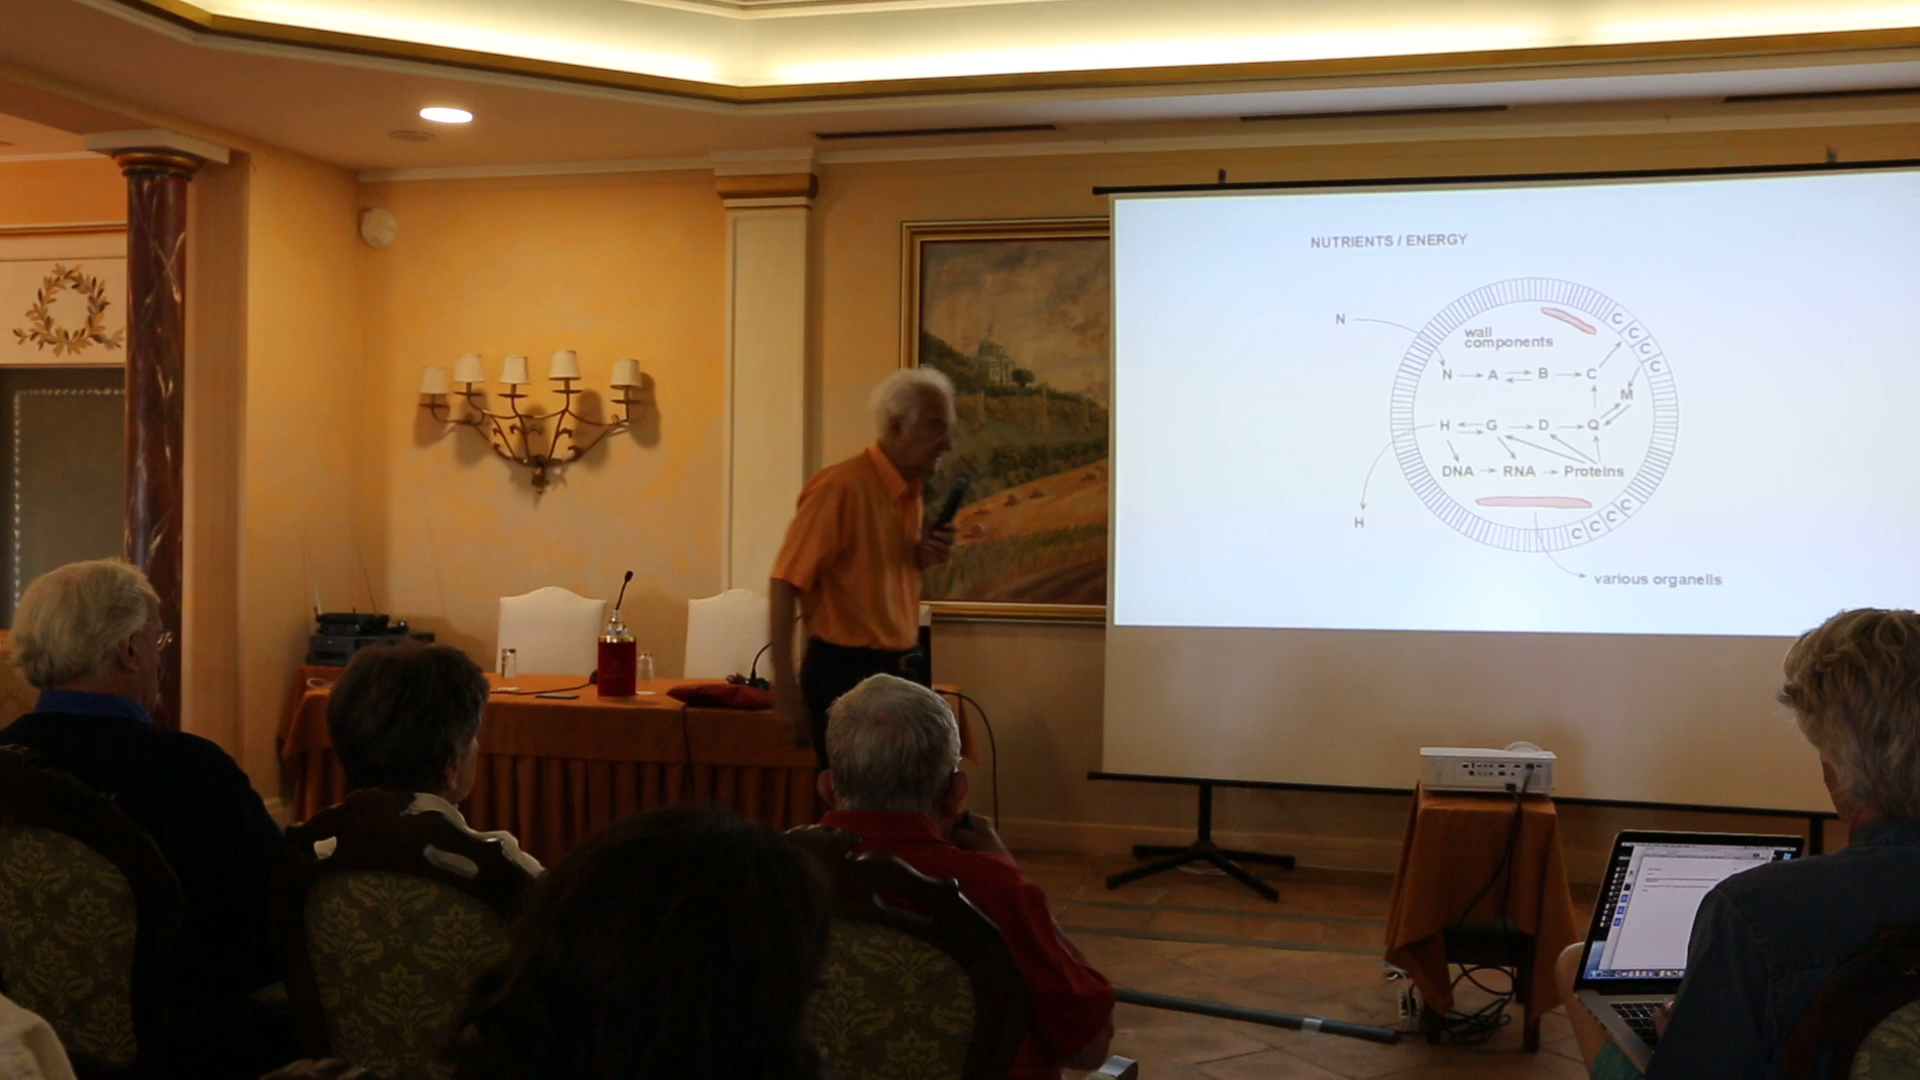 NUTRIENTS / ENERGY
N
wall
components
C
C
C
C
N A B C
M
H G D Q
DNA RNA Proteins
C C C C
H
various organells